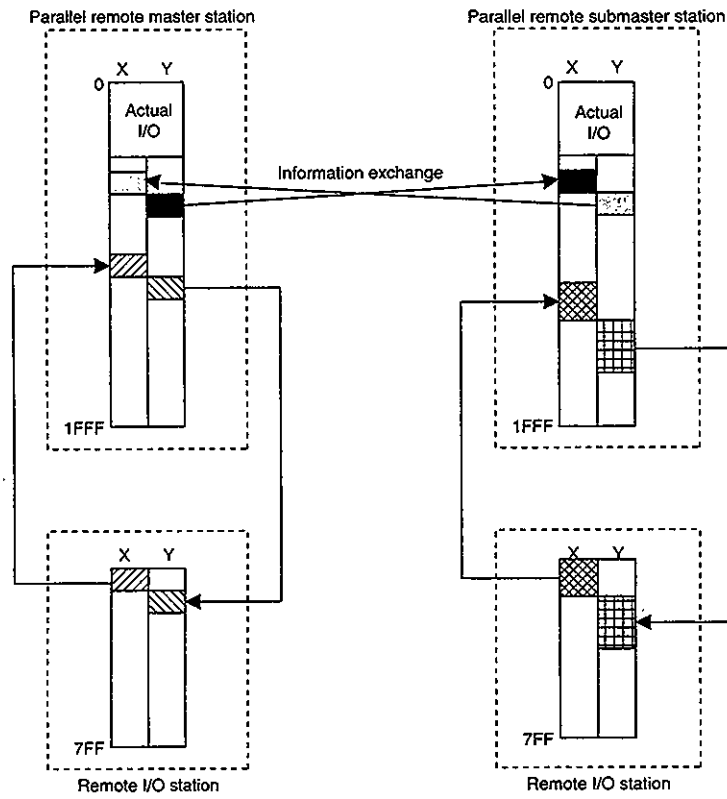 Parallel remote master station
Parallel remote submaster station
X Y
X Y
0
0
Actual I/O
Actual I/O
Information exchange
1FFF
1FFF
X Y
X Y
7FF
7FF
Remote I/O station
Remote I/O station